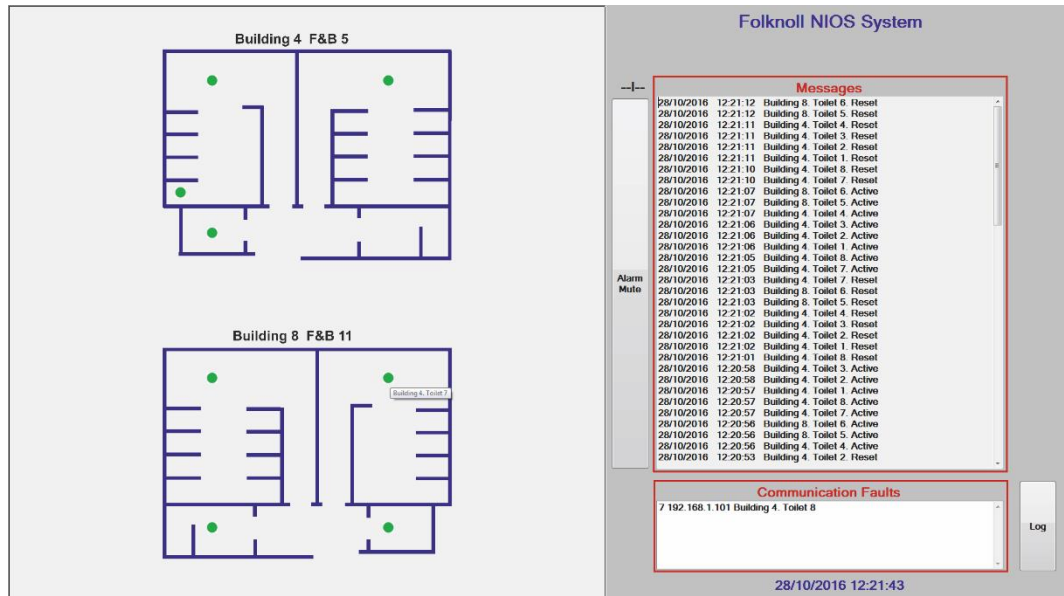 Building 4 F&B 5
Building 8 F&B 11
Building 4, Toilet 7
Folknoll NIOS System
--I--
Alarm
Mute
Messages
28/10/2016 12:21:12 Building 8. Toilet 6. Reset
28/10/2016 12:21:12 Building 8. Toilet 5. Reset
28/10/2016 12:21:11 Building 4. Toilet 4. Reset
28/10/2016 12:21:11 Building 4. Toilet 3. Reset
28/10/2016 12:21:11 Building 4. Toilet 2. Reset
28/10/2016 12:21:11 Building 4. Toilet 1. Reset
28/10/2016 12:21:10 Building 4. Toilet 8. Reset
28/10/2016 12:21:10 Building 4. Toilet 7. Reset
28/10/2016 12:21:07 Building 8. Toilet 6. Active
28/10/2016 12:21:07 Building 8. Toilet 5. Active
28/10/2016 12:21:07 Building 4. Toilet 4. Active
28/10/2016 12:21:06 Building 4. Toilet 3. Active
28/10/2016 12:21:06 Building 4. Toilet 2. Active
28/10/2016 12:21:06 Building 4. Toilet 1. Active
28/10/2016 12:21:05 Building 4. Toilet 8. Active
28/10/2016 12:21:05 Building 4. Toilet 7. Active
28/10/2016 12:21:03 Building 4. Toilet 7. Reset
28/10/2016 12:21:03 Building 8. Toilet 6. Reset
28/10/2016 12:21:03 Building 8. Toilet 5. Reset
28/10/2016 12:21:02 Building 4. Toilet 4. Reset
28/10/2016 12:21:02 Building 4. Toilet 3. Reset
28/10/2016 12:21:02 Building 4. Toilet 2. Reset
28/10/2016 12:21:02 Building 4. Toilet 1. Reset
28/10/2016 12:21:01 Building 4. Toilet 8. Reset
28/10/2016 12:20:58 Building 4. Toilet 3. Active
28/10/2016 12:20:58 Building 4. Toilet 2. Active
28/10/2016 12:20:57 Building 4. Toilet 1. Active
28/10/2016 12:20:57 Building 4. Toilet 8. Active
28/10/2016 12:20:57 Building 4. Toilet 7. Active
28/10/2016 12:20:56 Building 8. Toilet 6. Active
28/10/2016 12:20:56 Building 8. Toilet 5. Active
28/10/2016 12:20:56 Building 4. Toilet 4. Active
28/10/2016 12:20:53 Building 4. Toilet 2. Reset
Communication Faults
7 192.168.1.101 Building 4. Toilet 8
Log
28/10/2016 12:21:43